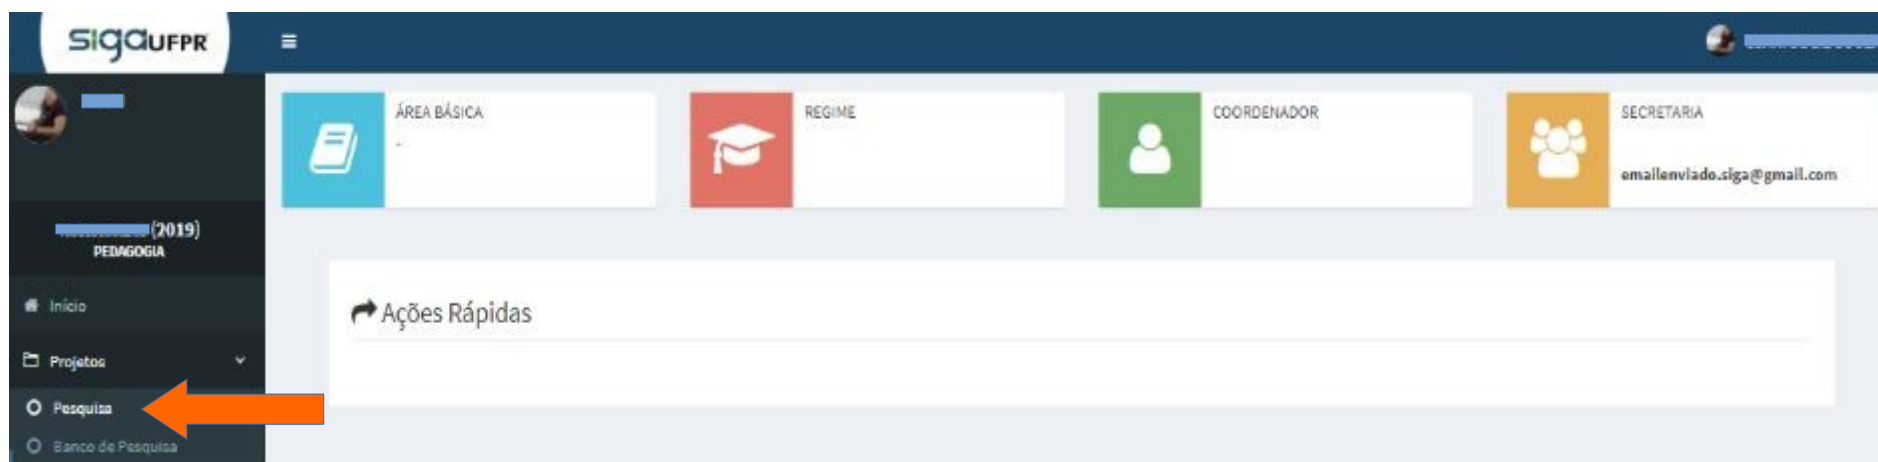 sigaUFPR
ÁREA BÁSICA
-
REGIME
COORDENADOR
SECRETARIA
emailenviado.siga@gmail.com
(2019)
PEDAGOGIA
Início
Projetos
Pesquisa
Banco de Pesquisa
Ações Rápidas